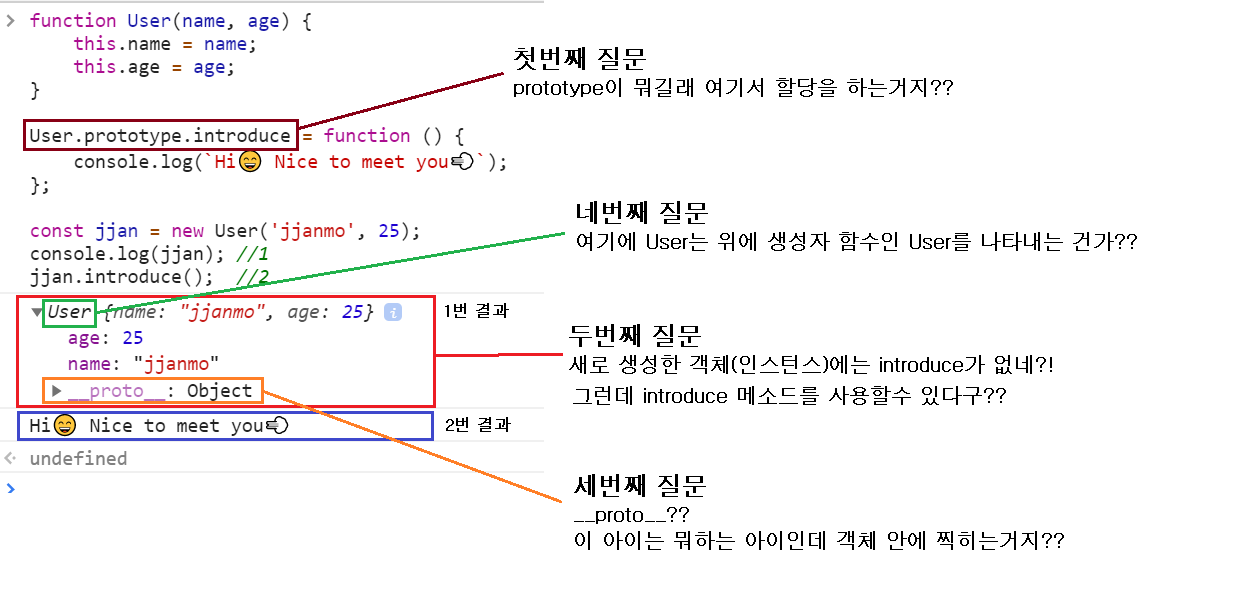 function User(name, age) {
this.name = name;
this.age = age;
}
User.prototype.introduce = function () {
console.log(`Hi😄 Nice to meet you👈`);
};
const jjan = new User('jjanmo', 25);
console.log(jjan); //1
jjan.introduce(); //2
User {name: "jjanmo", age: 25} i
age: 25
name: "jjanmo"
__proto__: Object
1번 결과
Hi😄 Nice to meet you👈
2번 결과
undefined
첫번째 질문
prototype이 뭐길래 여기서 할당을 하는거지??
네번째 질문
여기에 User는 위에 생성자 함수인 User를 나타내는 건가??
두번째 질문
새로 생성한 객체(인스턴스)에는 introduce가 없네?!
그런데 introduce 메소드를 사용할수 있다구??
세번째 질문
__proto__??
이 아이는 뭐하는 아이인데 객체 안에 찍히는거지??